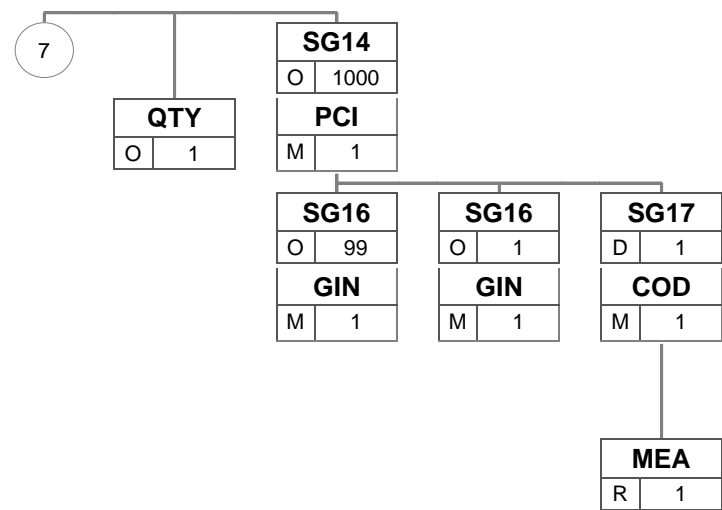 7
SG14
O 1000
QTY
O 1
PCI
M 1
SG16
O 99
GIN
M 1
SG16
O 1
GIN
M 1
SG17
D 1
COD
M 1
MEA
R 1